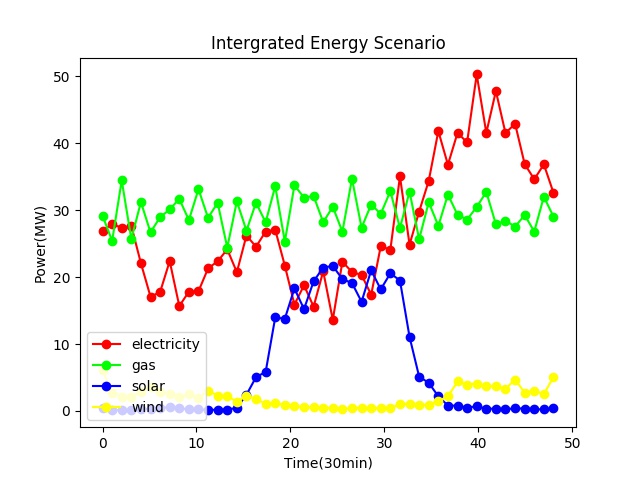 Intergrated Energy Scenario
Power(MW)
50
40
30
20
10
0
electricity
gas
solar
wind
0 10 20 30 40 50
Time(30min)